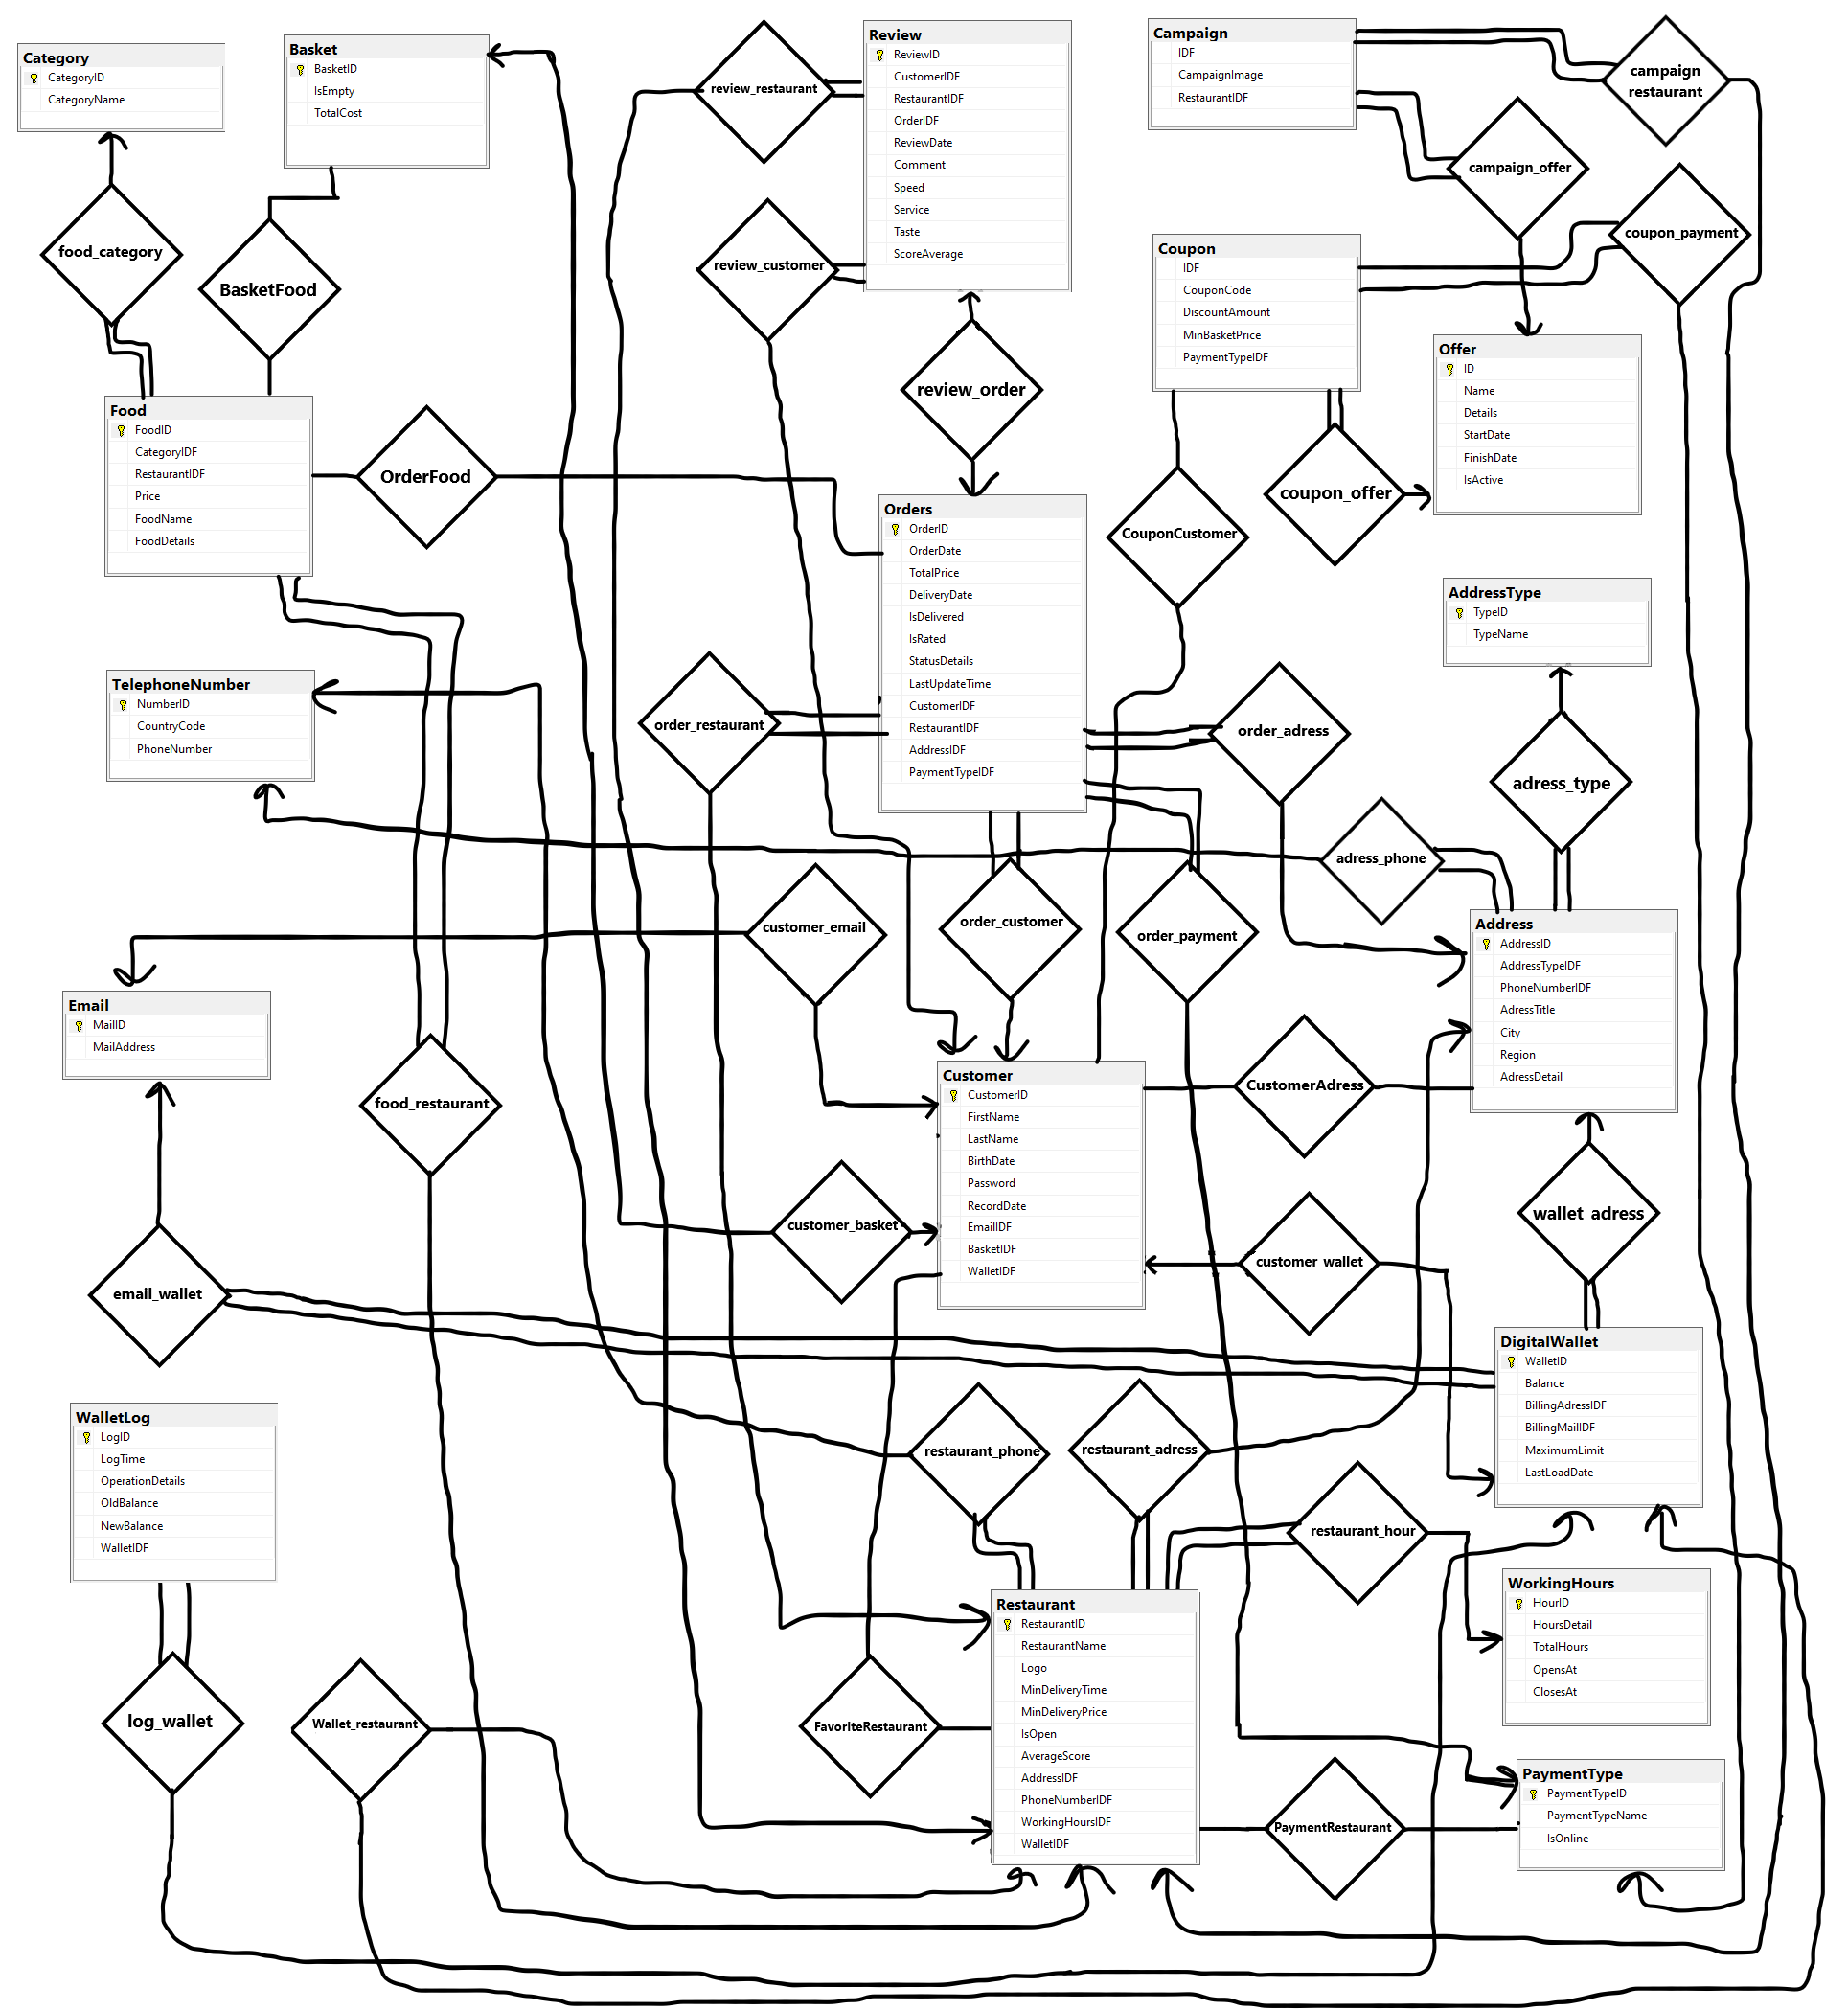 Category
CategoryID
CategoryName
Basket
BasketID
IsEmpty
TotalCost
review_restaurant
Review
ReviewID
CustomerIDF
RestaurantIDF
OrderIDF
ReviewDate
Comment
Speed
Service
Taste
ScoreAverage
Campaign
IDF
CampaignImage
RestaurantIDF
campaign
restaurant
campaign_offer
coupon_payment
food_category
BasketFood
review_customer
review_order
Coupon
IDF
CouponCode
DiscountAmount
MinBasketPrice
PaymentTypeIDF
Offer
ID
Name
Details
StartDate
FinishDate
IsActive
Food
FoodID
CategoryIDF
RestaurantIDF
Price
FoodName
FoodDetails
OrderFood
Orders
OrderID
OrderDate
TotalPrice
DeliveryDate
IsDelivered
IsRated
StatusDetails
LastUpdateTime
CustomerIDF
RestaurantIDF
AddressIDF
PaymentTypeIDF
CouponCustomer
coupon_offer
AddressType
TypeID
TypeName
TelephoneNumber
NumberID
CountryCode
PhoneNumber
order_restaurant
order_adress
adress_type
adress_phone
customer_email
order_customer
order_payment
Address
AddressID
AddressTypeIDF
PhoneNumberIDF
AdressTitle
City
Region
AdressDetail
Email
MailID
MailAddress
food_restaurant
Customer
CustomerID
FirstName
LastName
BirthDate
Password
RecordDate
EmailIDF
BasketIDF
WalletIDF
CustomerAdress
customer_basket
customer_wallet
wallet_adress
email_wallet
DigitalWallet
WalletID
Balance
BillingAdressIDF
BillingMailIDF
MaximumLimit
LastLoadDate
WalletLog
LogID
LogTime
OperationDetails
OldBalance
NewBalance
WalletIDF
restaurant_phone
restaurant_adress
restaurant_hour
WorkingHours
HourID
HoursDetail
TotalHours
OpensAt
ClosesAt
Restaurant
RestaurantID
RestaurantName
Logo
MinDeliveryTime
MinDeliveryPrice
IsOpen
AverageScore
AddressIDF
PhoneNumberIDF
WorkingHoursIDF
WalletIDF
log_wallet
Wallet_restaurant
FavoriteRestaurant
PaymentRestaurant
PaymentType
PaymentTypeID
PaymentTypeName
IsOnline